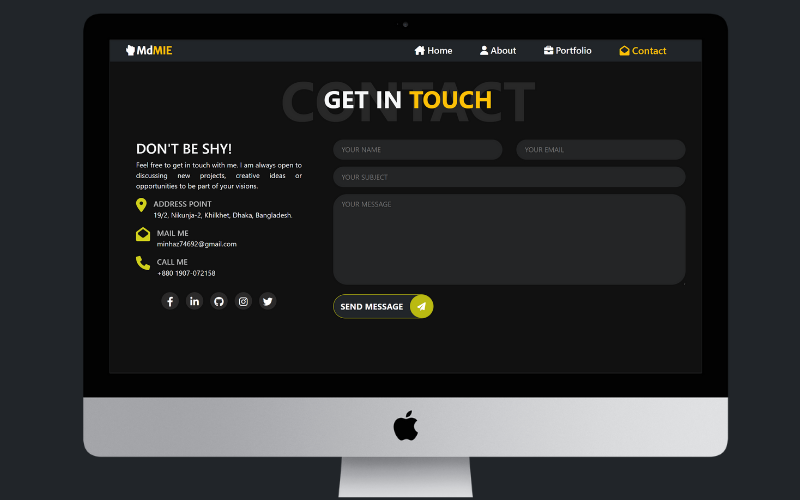 MdMIE
Home
About
Portfolio
Contact
CONTACT
GET IN TOUCH
DON'T BE SHY!
Feel free to get in touch with me. I am always open to
discussing new projects, creative ideas or
opportunities to be part of your visions.
ADDRESS POINT
19/2, Nikunja-2, Khilkhet, Dhaka, Bangladesh.
MAIL ME
minhaz74692@gmail.com
CALL ME
+880 1907-072158
YOUR NAME
YOUR EMAIL
YOUR SUBJECT
YOUR MESSAGE
SEND MESSAGE